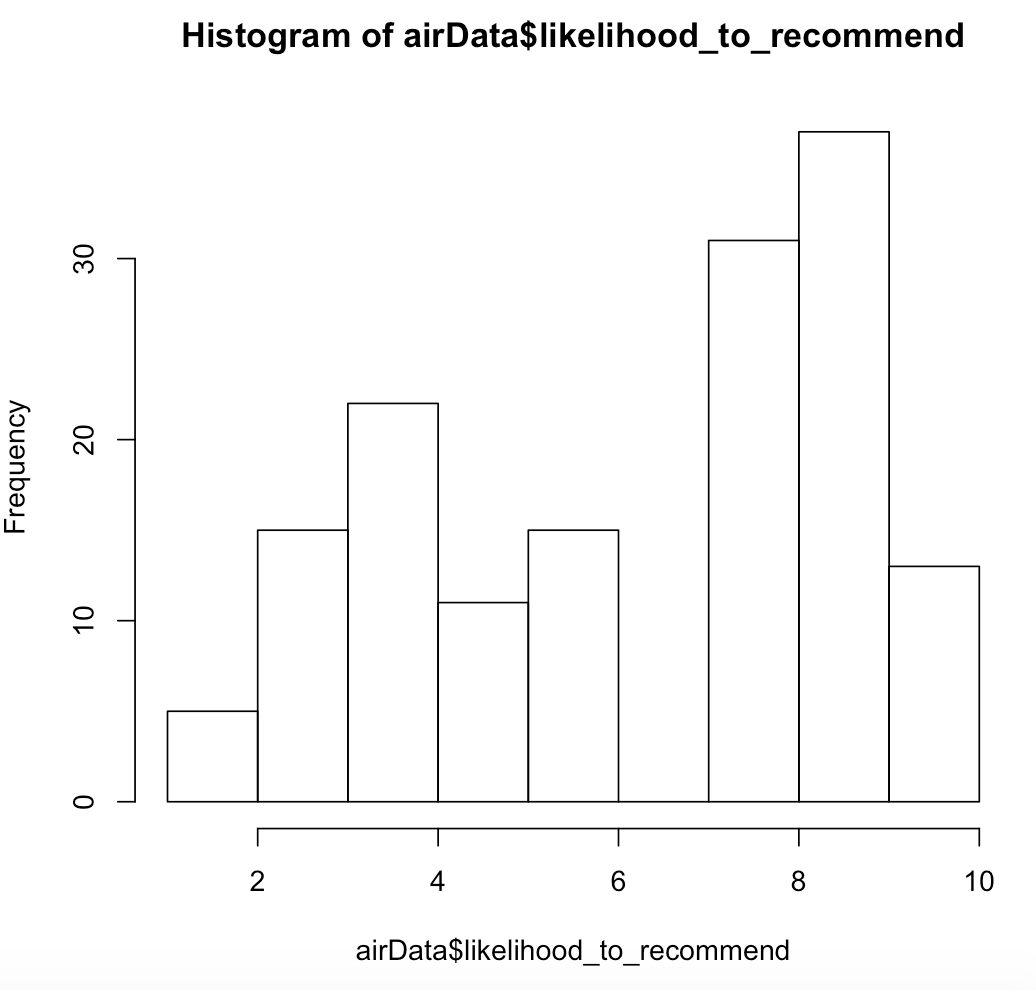 Histogram of airData$likelihood_to_recommend
Frequency
30
20
10
0
2 4 6 8 10
airData$likelihood_to_recommend